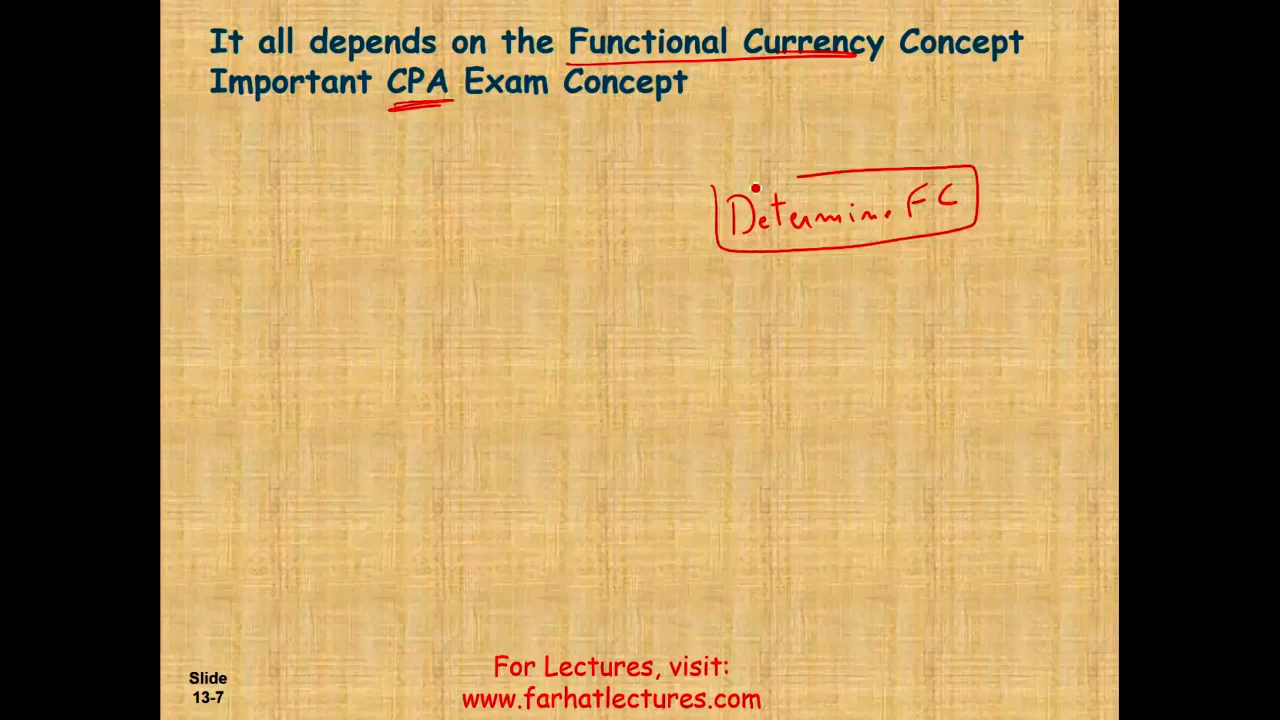 It all depends on the Functional Currency Concept
Important CPA Exam Concept
Determine FC
Slide
13-7
For Lectures, visit:
www.farhatlectures.com